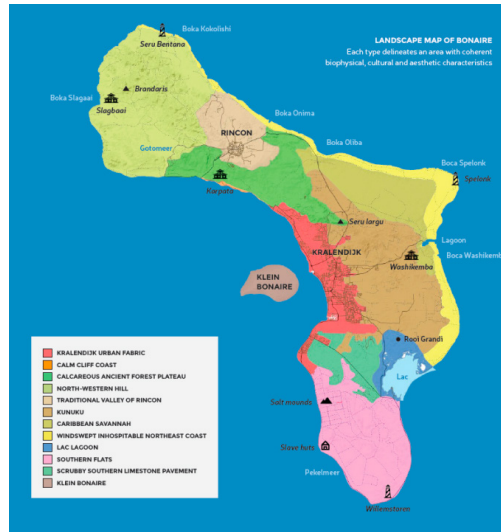 Boka Kokolishi
Seru Bentana
LANDSCAPE MAP OF BONAIRE
Each type delineates an area with coherent
biophysical, cultural and aesthetic characteristics
Brandaris
Boka Slagaai
Slagbaai
Boka Onima
RINCON
Gotomeer
Boka Oliba
Boca Spelonk
Spelonk
Karpata
Seru largu
Lagoon
KRALENDIJK
Boca Washikemba
Washikemba
KLEIN
BONAIRE
Rooi Grandi
Lac
KRALENDIJK URBAN FABRIC
CALM CLIFF COAST
CALCAREOUS ANCIENT FOREST PLATEAU
NORTH-WESTERN HILL
TRADITIONAL VALLEY OF RINCON
KUNUKU
CARIBBEAN SAVANNAH
WINDSWEPT INHOSPITABLE NORTHEAST COAST
LAC LAGOON
SOUTHERN FLATS
SCRUBBY SOUTHERN LIMESTONE PAVEMENT
KLEIN BONAIRE
Salt mounds
Slave huts
Pekelmeer
Willemstoren